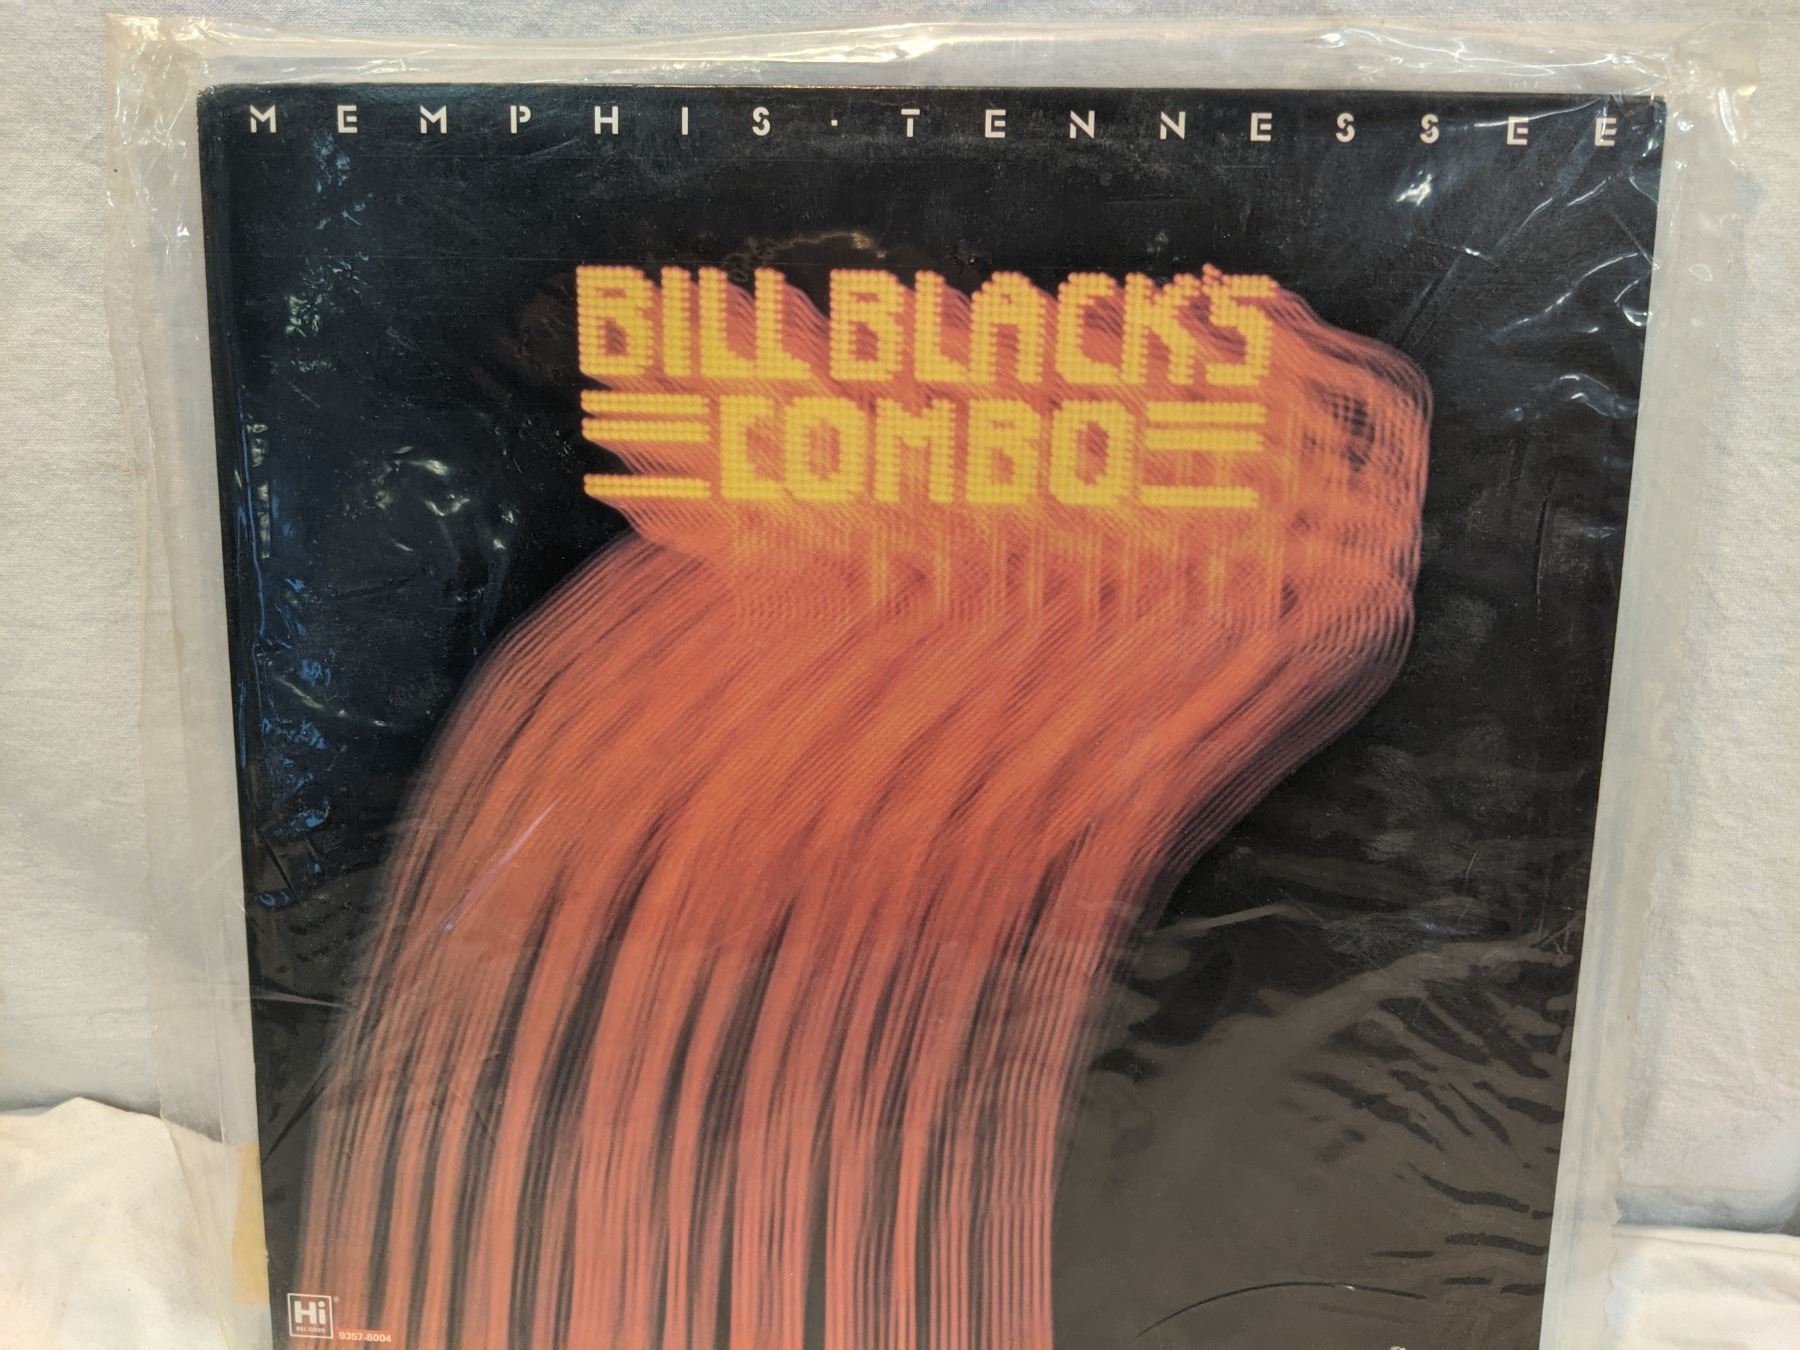 MEMPHIS · TENNESSEE
BILL BLACK'S
COMBO
Hi®
RECORDS
9357-8004